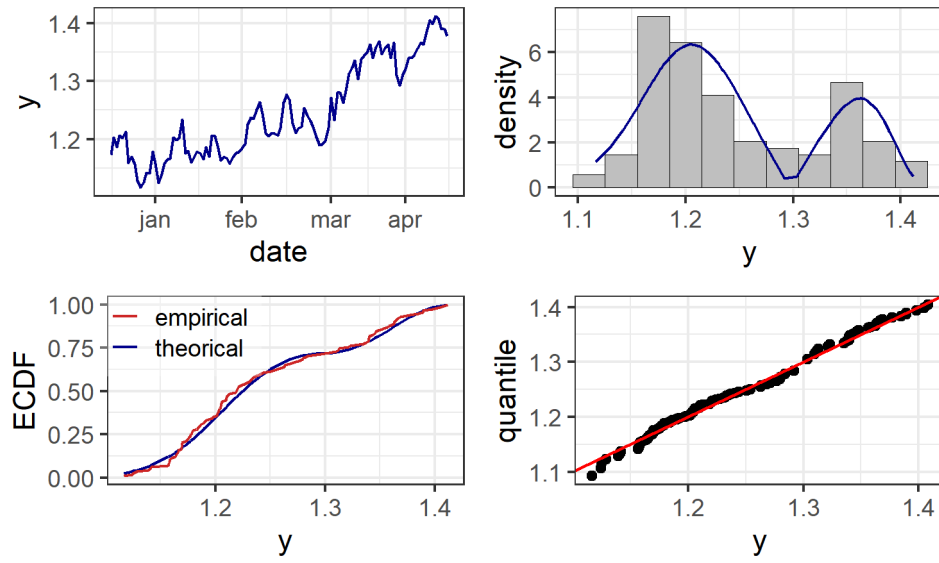 y
1.4
1.3
1.2
jan
feb
mar
apr
date
density
6
4
2
0
1.1
1.2
1.3
1.4
y
ECDF
1.00
0.75
0.50
0.25
0.00
empirical
theorical
1.2
1.3
1.4
y
quantile
1.4
1.3
1.2
1.1
1.2
1.3
1.4
y